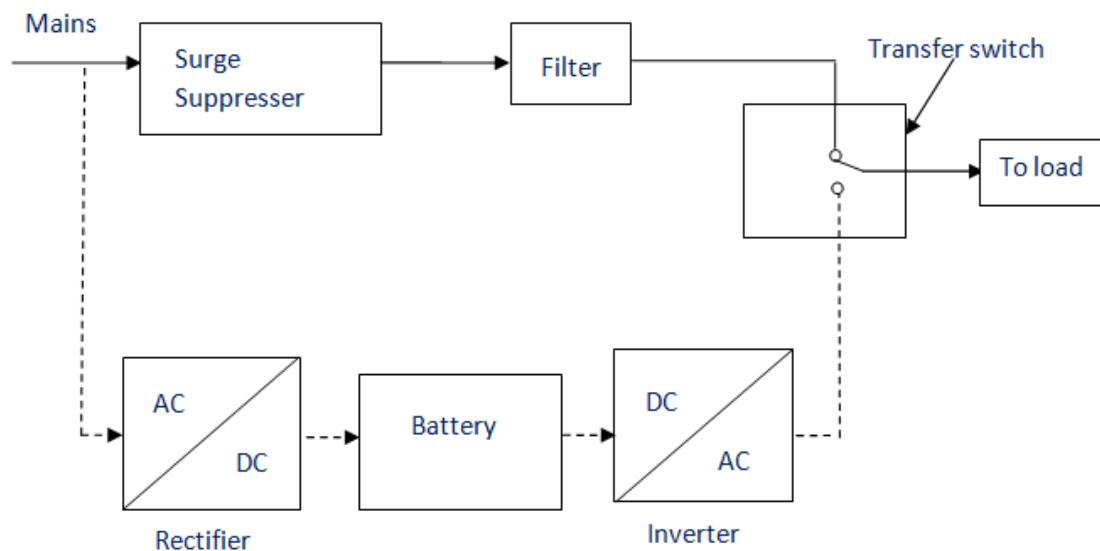 Mains
Surge
Suppresser
Filter
Transfer switch
To load
AC
DC
Rectifier
Battery
DC
AC
Inverter